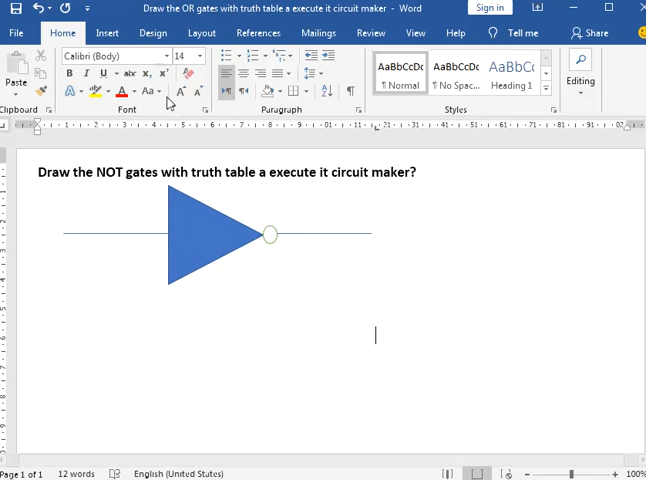 Draw the OR gates with truth table a execute it circuit maker - Word
Sign in
File Home Insert Design Layout References Mailings Review View Help Tell me Share
Calibri (Body) 14
Paste
B I U abc x, x'
A aby A Aa A A
AaBbCcDc AaBbCcDc AaBbCc
¶ Normal ¶ No Spac... Heading 1
Editing
Clipboard Font Paragraph Styles
Draw the NOT gates with truth table a execute it circuit maker?
Page 1 of 1 12 words English (United States) 100%